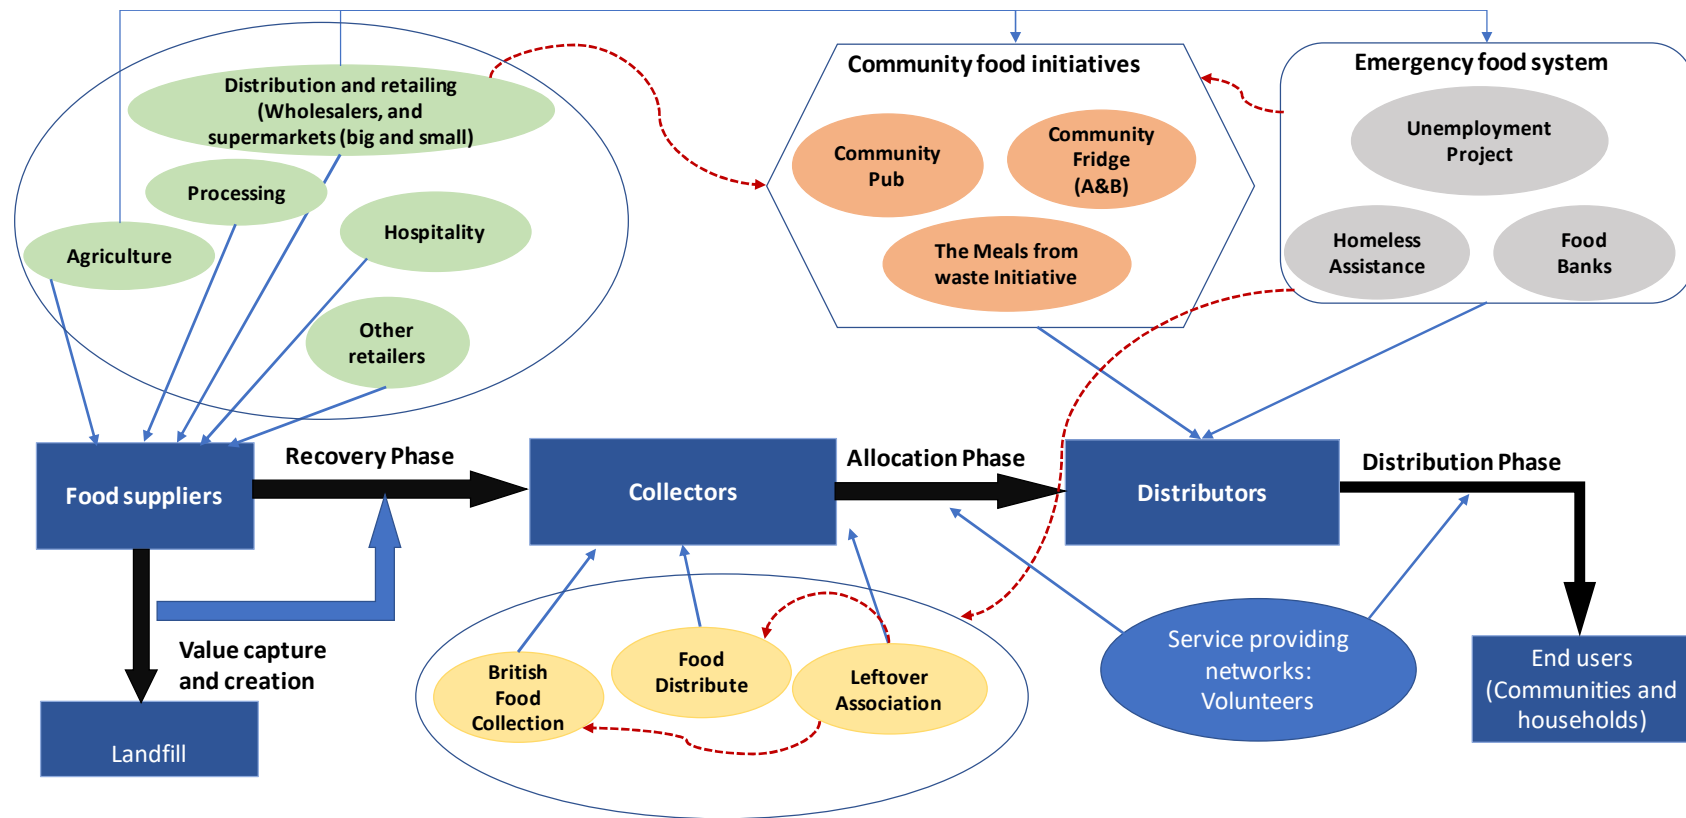 Distribution and retailing
(Wholesalers, and
supermarkets (big and small)
Processing
Agriculture
Hospitality
Other
retailers
Community food initiatives
Community
Pub
Community
Fridge
(A&B)
The Meals from
waste Initiative
Emergency food system
Unemployment
Project
Homeless
Assistance
Food
Banks
Food suppliers
Recovery Phase
Collectors
Allocation Phase
Distributors
Distribution Phase
Value capture
and creation
Landfill
British
Food
Collection
Food
Distribute
Leftover
Association
Service providing
networks:
Volunteers
End users
(Communities and
households)